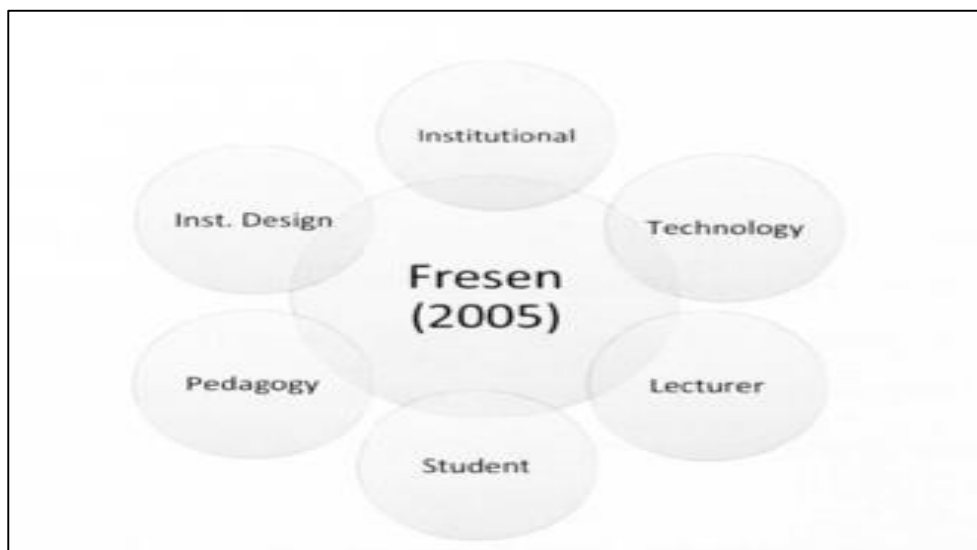 Institutional
Inst. Design
Technology
Fresen
(2005)
Pedagogy
Lecturer
Student